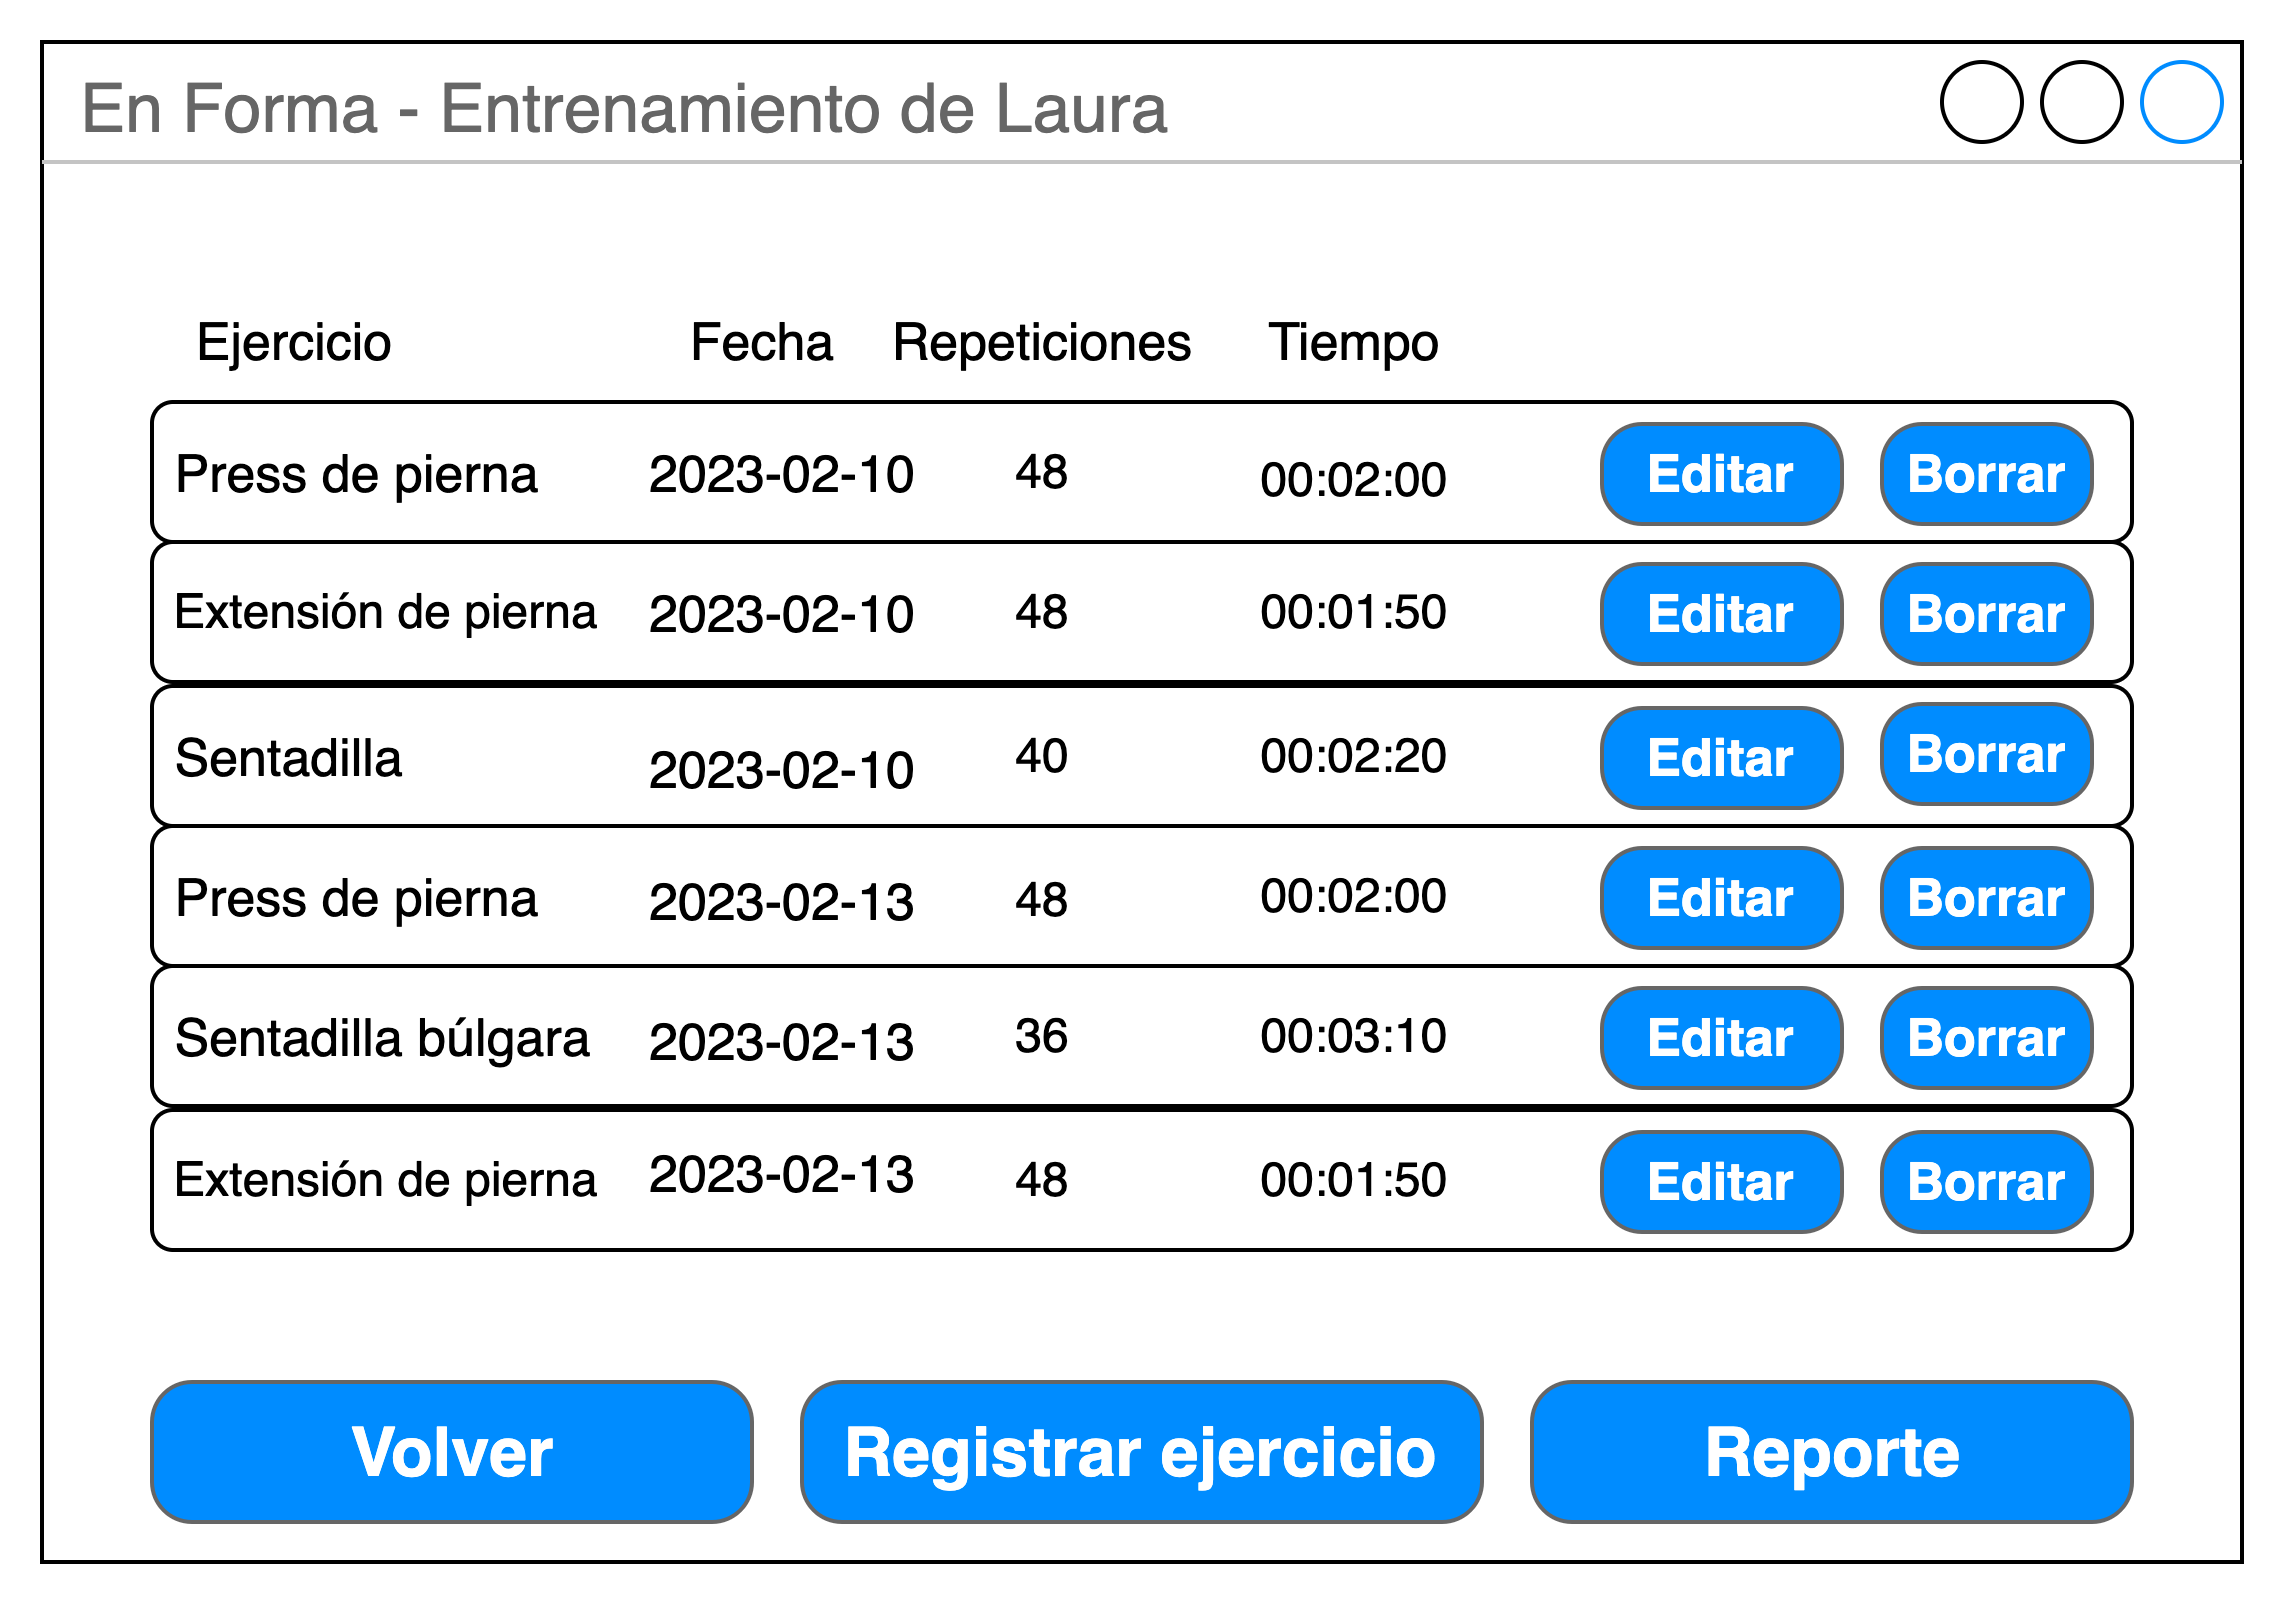 En Forma - Entrenamiento de Laura
Ejercicio Fecha Repeticiones Tiempo
Press de pierna 2023-02-10 48 00:02:00 Editar Borrar
Extensión de pierna 2023-02-10 48 00:01:50 Editar Borrar
Sentadilla 2023-02-10 40 00:02:20 Editar Borrar
Press de pierna 2023-02-13 48 00:02:00 Editar Borrar
Sentadilla búlgara 2023-02-13 36 00:03:10 Editar Borrar
Extensión de pierna 2023-02-13 48 00:01:50 Editar Borrar
Volver Registrar ejercicio Reporte